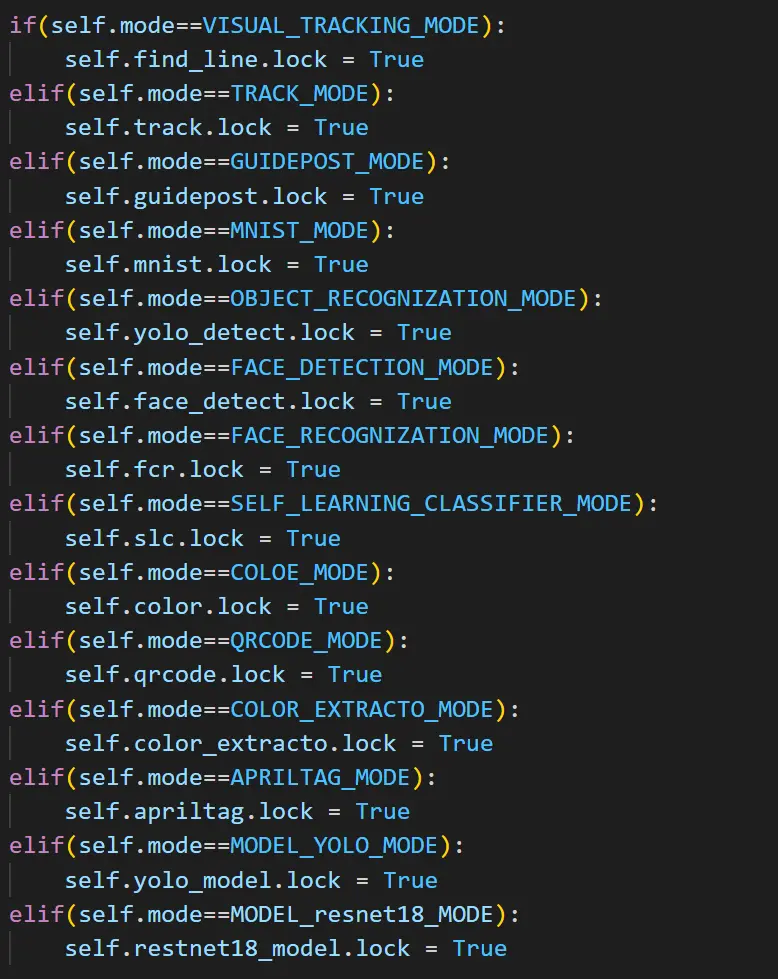 if(self.mode==VISUAL_TRACKING_MODE):
    self.find_line.lock = True
elif(self.mode==TRACK_MODE):
    self.track.lock = True
elif(self.mode==GUIDEPOST_MODE):
    self.guidepost.lock = True
elif(self.mode==MNIST_MODE):
    self.mnist.lock = True
elif(self.mode==OBJECT_RECOGNIZATION_MODE):
    self.yolo_detect.lock = True
elif(self.mode==FACE_DETECTION_MODE):
    self.face_detect.lock = True
elif(self.mode==FACE_RECOGNIZATION_MODE):
    self.fcr.lock = True
elif(self.mode==SELF_LEARNING_CLASSIFIER_MODE):
    self.slc.lock = True
elif(self.mode==COLOE_MODE):
    self.color.lock = True
elif(self.mode==QRCODE_MODE):
    self.qrcode.lock = True
elif(self.mode==COLOR_EXTRACTO_MODE):
    self.color_extracto.lock = True
elif(self.mode==APRILTAG_MODE):
    self.apriltag.lock = True
elif(self.mode==MODEL_YOLO_MODE):
    self.yolo_model.lock = True
elif(self.mode==MODEL_resnet18_MODE):
    self.restnet18_model.lock = True